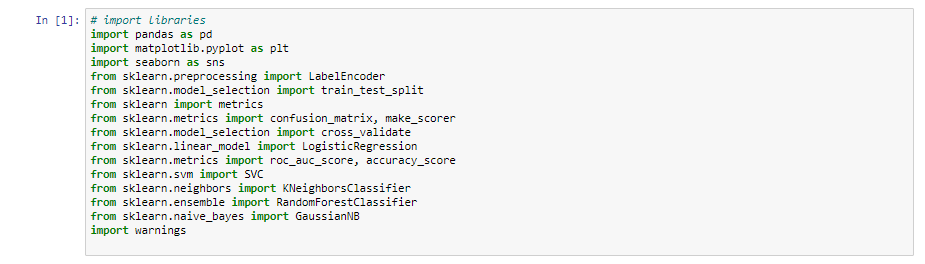 In [1]: # import libraries
import pandas as pd
import matplotlib.pyplot as plt
import seaborn as sns
from sklearn.preprocessing import LabelEncoder
from sklearn.model_selection import train_test_split
from sklearn import metrics
from sklearn.metrics import confusion_matrix, make_scorer
from sklearn.model_selection import cross_validate
from sklearn.linear_model import LogisticRegression
from sklearn.metrics import roc_auc_score, accuracy_score
from sklearn.svm import SVC
from sklearn.neighbors import KNeighborsClassifier
from sklearn.ensemble import RandomForestClassifier
from sklearn.naive_bayes import GaussianNB
import warnings